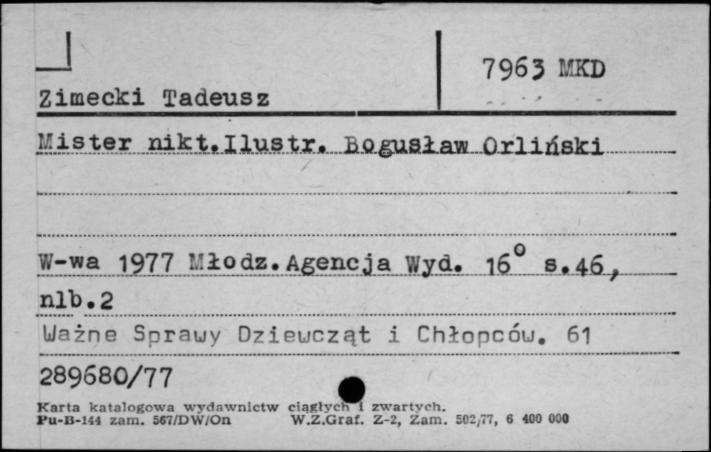 7963 MKD
Zimecki Tadeusz
Mister nikt.Ilustr. Bogusław Orliński
W-wa 1977 Młodz.Agencja Wyd. 16° s.46,
nlb.2
Ważne Sprawy Dziewcząt i Chłopców. 61
289680/77
Karta katalogowa wydawnictw ciągłych i zwartych.
Pu-B-144 zam. 567/DW/On W.Z.Graf. Z-2, Zam. 502/77, 6 400 000